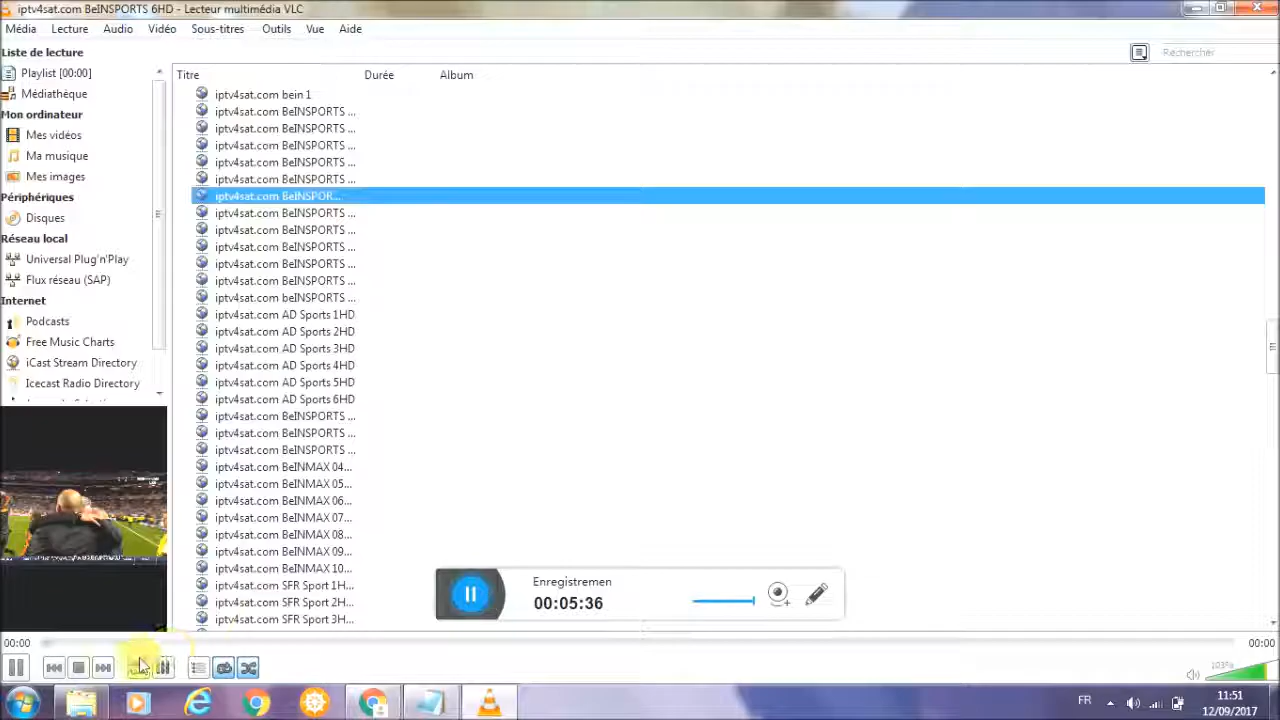 iptv4sat.com BeINSPORTS 6HD - Lecteur multimédia VLC
Média Lecture Audio Vidéo Sous-titres Outils Vue Aide
Liste de lecture
Rechercher
Playlist [00:00]
Médiathèque
Mon ordinateur
Mes vidéos
Ma musique
Mes images
Périphériques
Disques
Réseau local
Universal Plug'n'Play
Flux réseau (SAP)
Internet
Podcasts
Free Music Charts
iCast Stream Directory
Icecast Radio Directory
Titre Durée Album
iptv4sat.com bein 1
iptv4sat.com BeINSPORTS ...
iptv4sat.com BeINSPORTS ...
iptv4sat.com BeINSPORTS ...
iptv4sat.com BeINSPORTS ...
iptv4sat.com BeINSPORTS ...
iptv4sat.com BeINSPOR...
iptv4sat.com BeINSPORTS ...
iptv4sat.com BeINSPORTS ...
iptv4sat.com BeINSPORTS ...
iptv4sat.com BeINSPORTS ...
iptv4sat.com BeINSPORTS ...
iptv4sat.com beINSPORTS ...
iptv4sat.com AD Sports 1HD
iptv4sat.com AD Sports 2HD
iptv4sat.com AD Sports 3HD
iptv4sat.com AD Sports 4HD
iptv4sat.com AD Sports 5HD
iptv4sat.com AD Sports 6HD
iptv4sat.com BeINSPORTS ...
iptv4sat.com BeINSPORTS ...
iptv4sat.com BeINSPORTS ...
iptv4sat.com BeINMAX 04...
iptv4sat.com BeINMAX 05...
iptv4sat.com BeINMAX 06...
iptv4sat.com BeINMAX 07...
iptv4sat.com BeINMAX 08...
iptv4sat.com BeINMAX 09...
iptv4sat.com BeINMAX 10...
iptv4sat.com SFR Sport 1H...
iptv4sat.com SFR Sport 2H...
iptv4sat.com SFR Sport 3H...
Enregistremen
00:05:36
00:00
00:00
103%
FR
11:51
12/09/2017